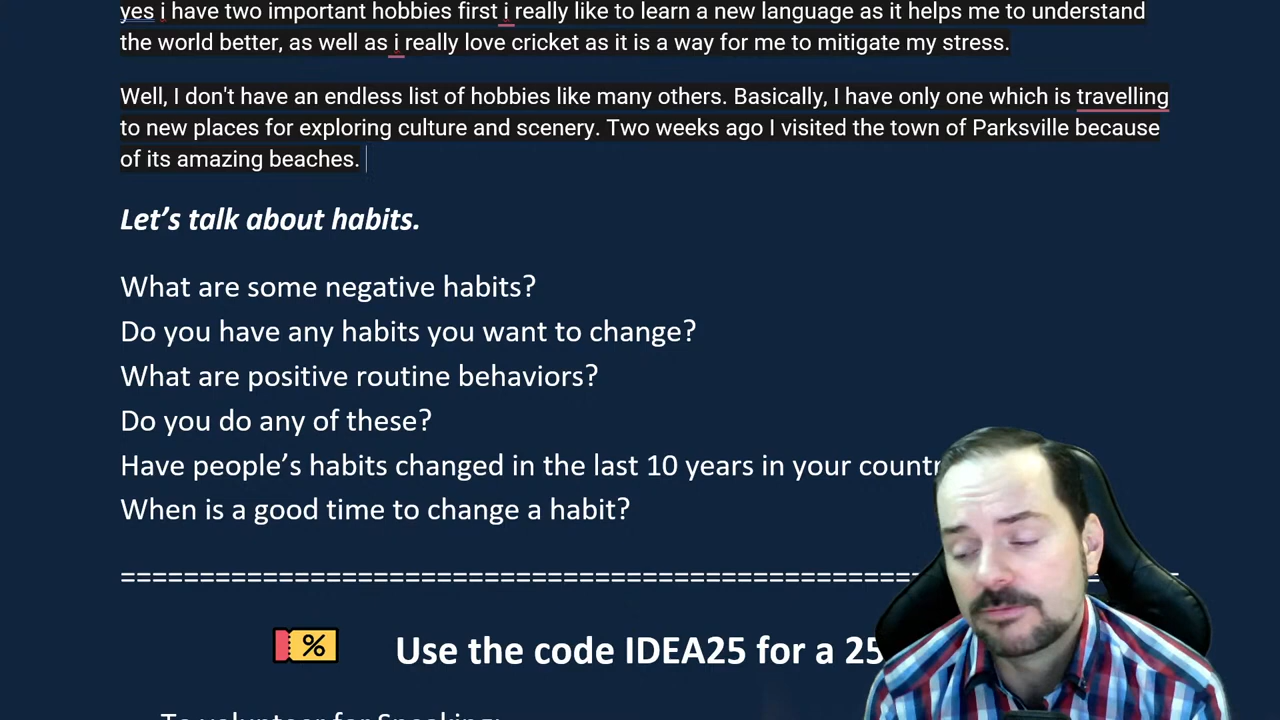 yes i have two important hobbies first i really like to learn a new language as it helps me to understand
the world better, as well as i really love cricket as it is a way for me to mitigate my stress.
Well, I don't have an endless list of hobbies like many others. Basically, I have only one which is travelling
to new places for exploring culture and scenery. Two weeks ago I visited the town of Parksville because
of its amazing beaches.
Let's talk about habits.
What are some negative habits?
Do you have any habits you want to change?
What are positive routine behaviors?
Do you do any of these?
Have people's habits changed in the last 10 years in your
When is a good time to change a habit?
%
Use the code IDEA25 for a 25
To volunteer for Speaking: